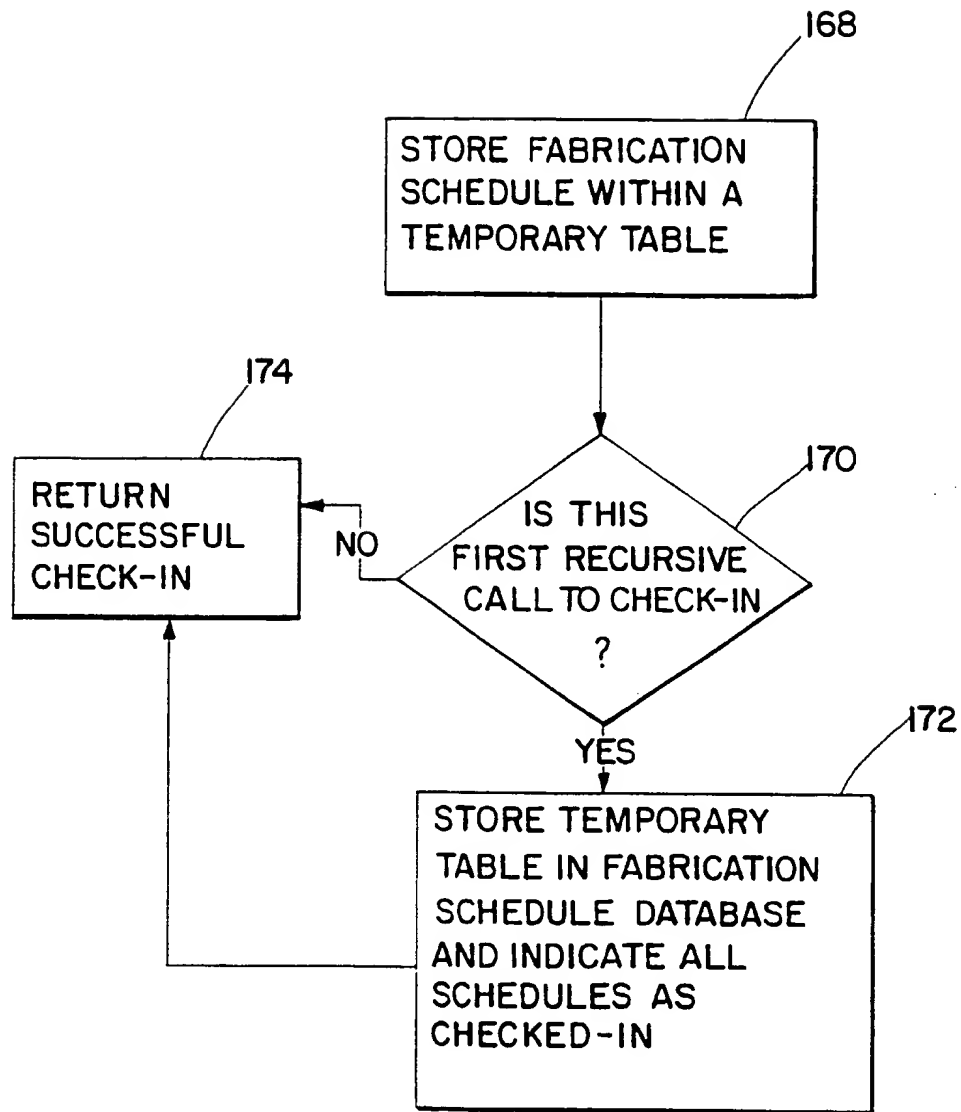 168
STORE FABRICATION
SCHEDULE WITHIN A
TEMPORARY TABLE
174
RETURN
SUCCESSFUL
CHECK-IN
170
IS THIS
FIRST RECURSIVE
CALL TO CHECK-IN
?
NO
YES
172
STORE TEMPORARY
TABLE IN FABRICATION
SCHEDULE DATABASE
AND INDICATE ALL
SCHEDULES AS
CHECKED-IN